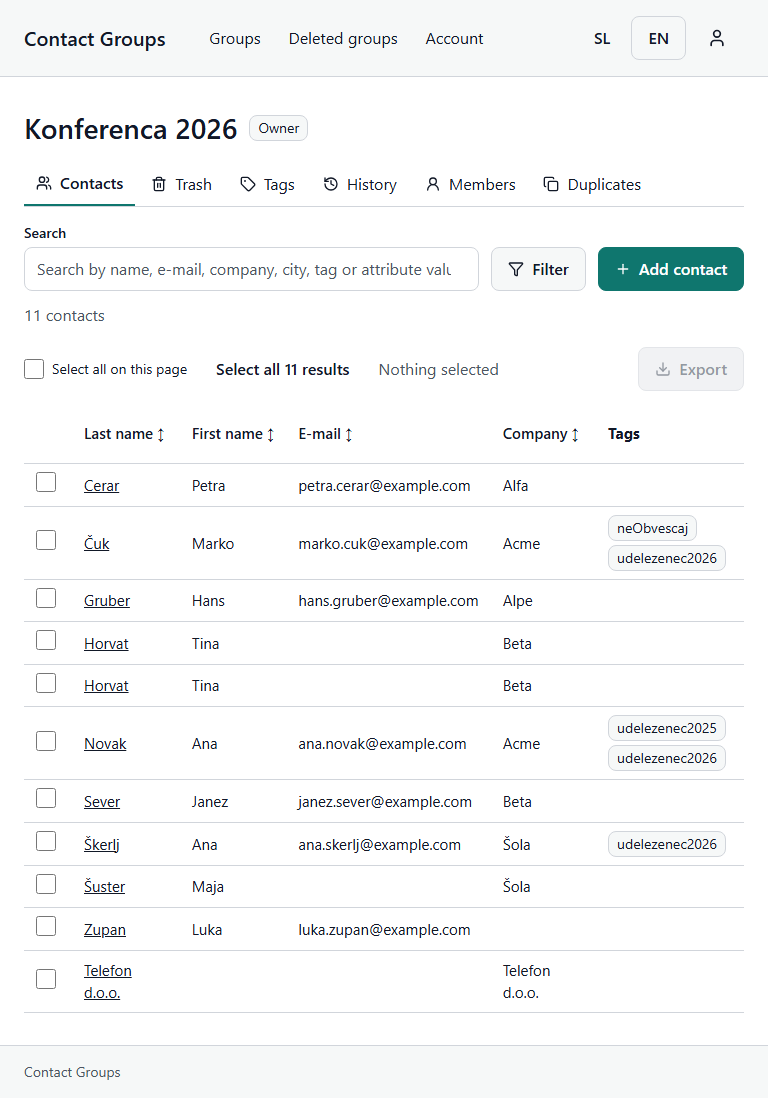 Contact Groups Groups Deleted groups Account SL EN
Konferenca 2026 Owner
Contacts Trash Tags History Members Duplicates
Search
Search by name, e-mail, company, city, tag or attribute valu
Filter
+ Add contact
11 contacts
Select all on this page Select all 11 results Nothing selected Export
Last name ↕ First name ↕ E-mail ↕ Company ↕ Tags
Cerar Petra petra.cerar@example.com Alfa
Čuk Marko marko.cuk@example.com Acme neObvescaj
udelezenec2026
Gruber Hans hans.gruber@example.com Alpe
Horvat Tina Beta
Horvat Tina Beta
Novak Ana ana.novak@example.com Acme udelezenec2025
udelezenec2026
Sever Janez janez.sever@example.com Beta
Škerlj Ana ana.skerlj@example.com Šola udelezenec2026
Šuster Maja Šola
Zupan Luka luka.zupan@example.com
Telefon d.o.o. Telefon d.o.o.
Contact Groups